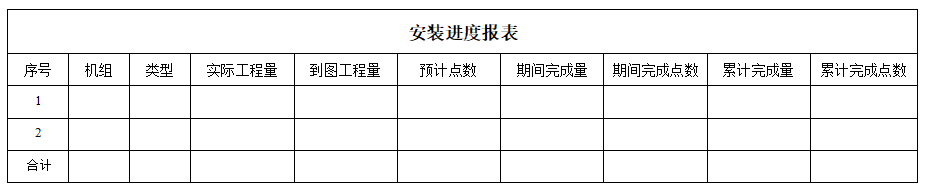 安装进度报表
序号 机组 类型 实际工程量 到图工程量 预计点数 期间完成量 期间完成点数 累计完成量 累计完成点数
1
2
合计